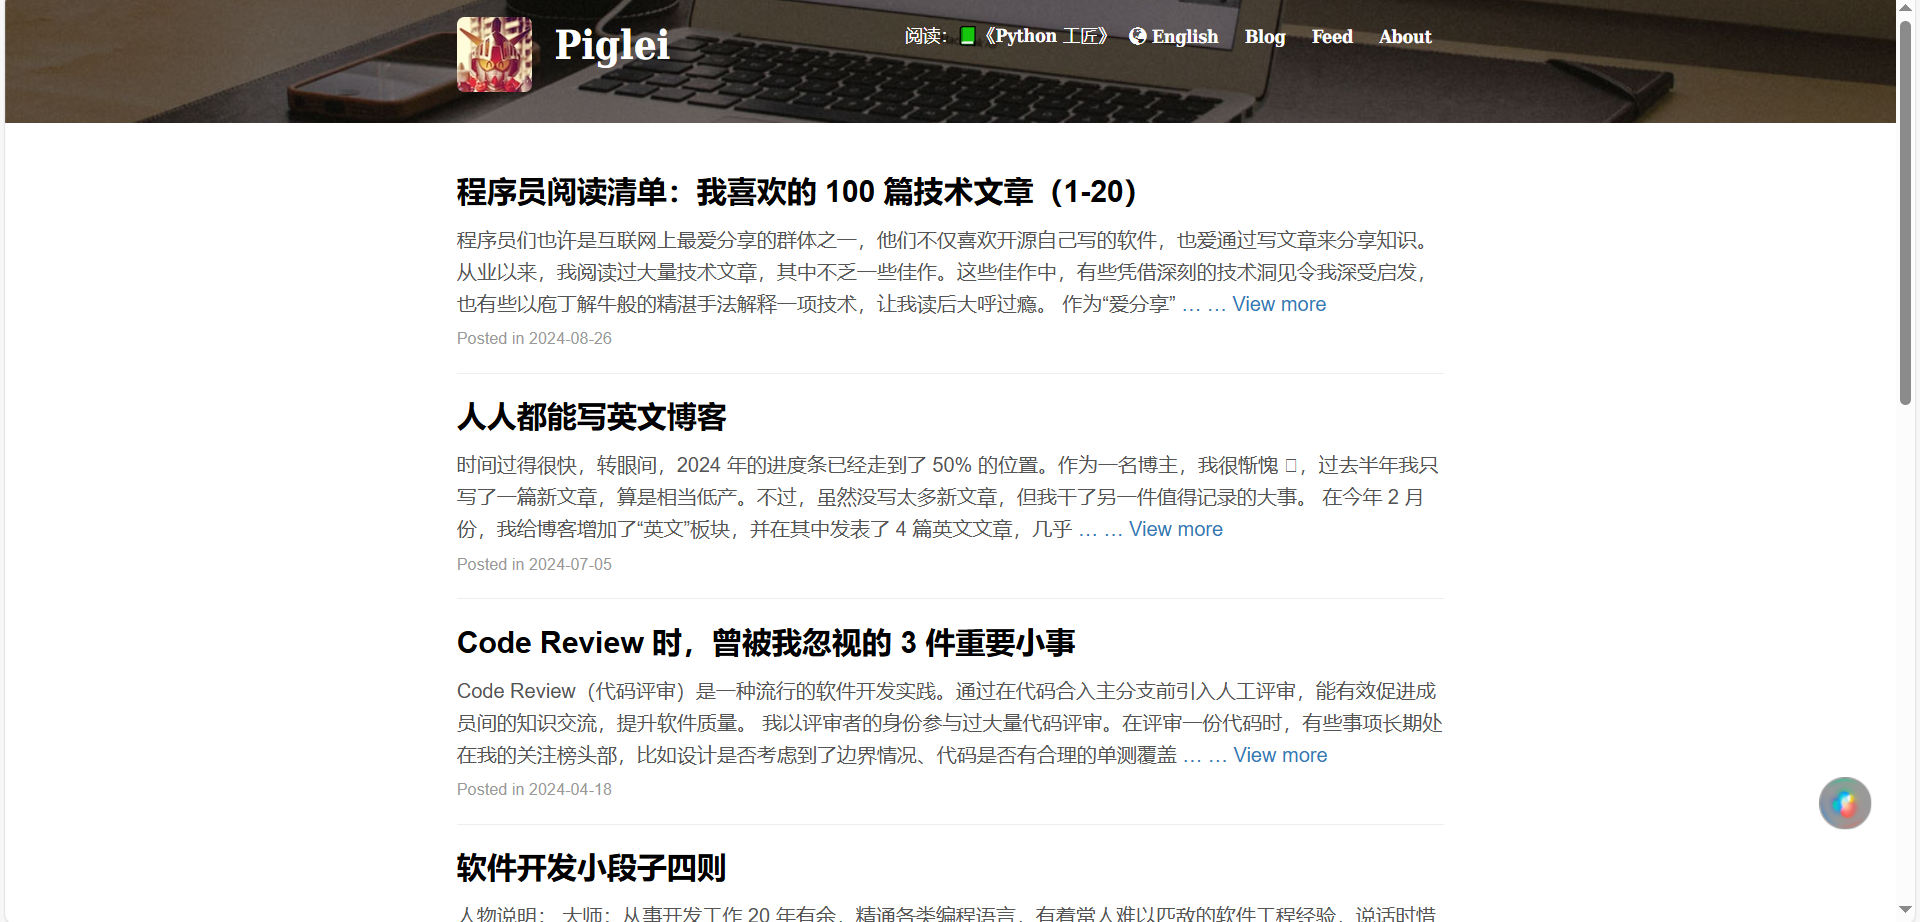 Piglei
阅读：📗《Python 工匠》 English Blog Feed About
程序员阅读清单：我喜欢的 100 篇技术文章（1-20）
程序员们也许是互联网上最爱分享的群体之一，他们不仅喜欢开源自己写的软件，也爱通过写文章来分享知识。
从业以来，我阅读过大量技术文章，其中不乏一些佳作。这些佳作中，有些凭借深刻的技术洞见令我深受启发，
也有些以庖丁解牛般的精湛手法解释一项技术，让我读后大呼过瘾。 作为“爱分享” … … View more
Posted in 2024-08-26
人人都能写英文博客
时间过得很快，转眼间，2024 年的进度条已经走到了 50% 的位置。作为一名博主，我很惭愧 ，过去半年我只
写了一篇新文章，算是相当低产。不过，虽然没写太多新文章，但我干了另一件值得记录的大事。 在今年 2 月
份，我给博客增加了“英文”板块，并在其中发表了 4 篇英文文章，几乎 … … View more
Posted in 2024-07-05
Code Review 时，曾被我忽视的 3 件重要小事
Code Review（代码评审）是一种流行的软件开发实践。通过在代码合入主分支前引入人工评审，能有效促进成
员间的知识交流，提升软件质量。 我以评审者的身份参与过大量代码评审。在评审一份代码时，有些事项长期处
在我的关注榜头部，比如设计是否考虑到了边界情况、代码是否有合理的单测覆盖 … … View more
Posted in 2024-04-18
软件开发小段子四则
人物说明： 大师：从事开发工作 20 年有余，精通各类编程语言，有着常人难以匹敌的软件工程经验，说话时惜